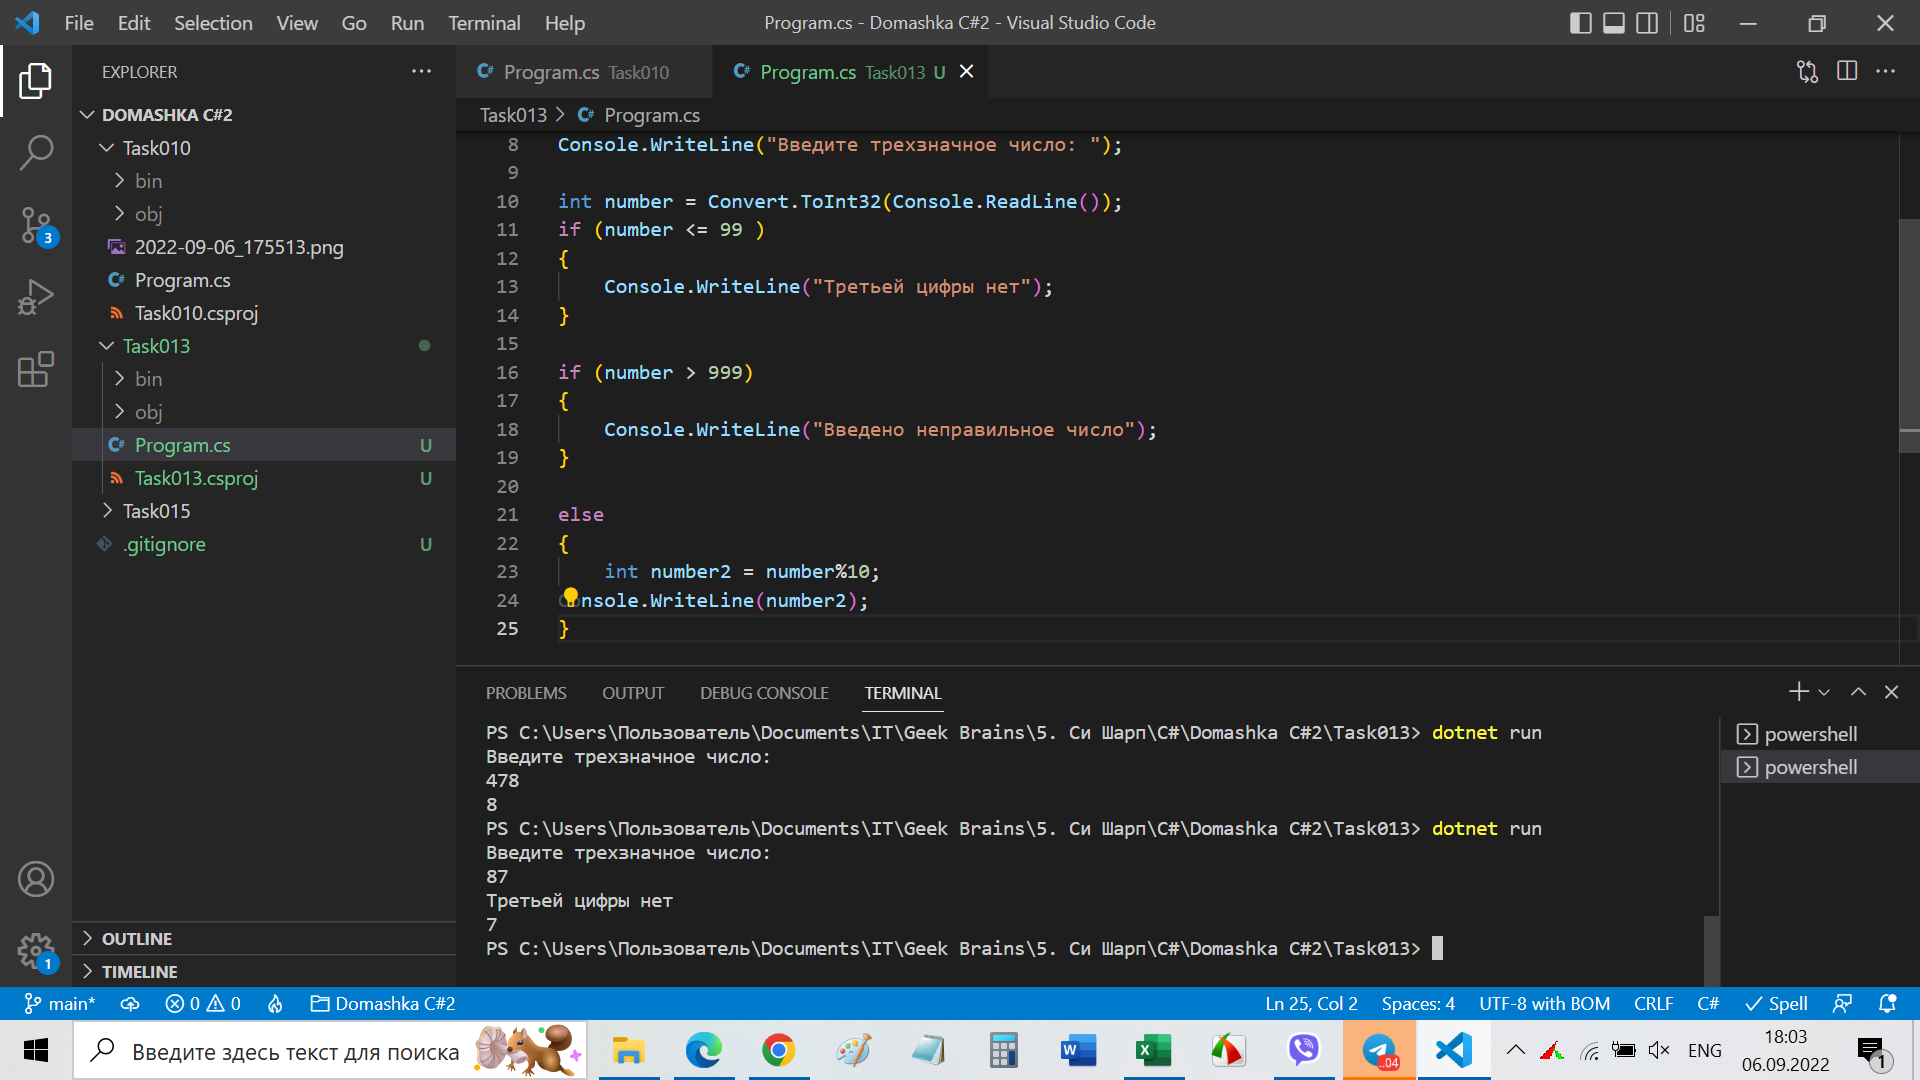 File Edit Selection View Go Run Terminal Help
Program.cs - Domashka C#2 - Visual Studio Code
EXPLORER
DOMASHKA C#2
Task010
bin
obj
2022-09-06_175513.png
Program.cs
Task010.csproj
Task013
bin
obj
Program.cs U
Task013.csproj U
Task015
.gitignore U
OUTLINE
TIMELINE
3
1
Program.cs Task010
Program.cs Task013 U
Task013 > Program.cs
8 Console.WriteLine("Введите трехзначное число: ");
9
10 int number = Convert.ToInt32(Console.ReadLine());
11 if (number <= 99 )
12 {
13 Console.WriteLine("Третьей цифры нет");
14 }
15
16 if (number > 999)
17 {
18 Console.WriteLine("Введено неправильное число");
19 }
20
21 else
22 {
23 int number2 = number%10;
24 Console.WriteLine(number2);
25 }
PROBLEMS OUTPUT DEBUG CONSOLE TERMINAL
PS C:\Users\Пользователь\Documents\IT\Geek Brains\5. Си Шарп\C#\Domashka C#2\Task013> dotnet run
Введите трехзначное число:
478
8
PS C:\Users\Пользователь\Documents\IT\Geek Brains\5. Си Шарп\C#\Domashka C#2\Task013> dotnet run
Введите трехзначное число:
87
Третьей цифры нет
7
PS C:\Users\Пользователь\Documents\IT\Geek Brains\5. Си Шарп\C#\Domashka C#2\Task013>
powershell
powershell
main* 0 0 Domashka C#2
Ln 25, Col 2 Spaces: 4 UTF-8 with BOM CRLF C# Spell
Введите здесь текст для поиска
..04
ENG
18:03
06.09.2022
1